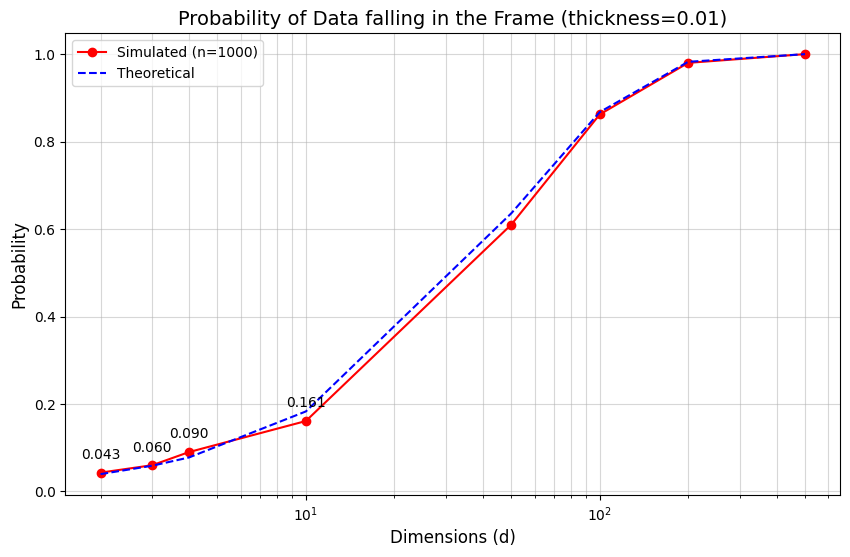 Probability of Data falling in the Frame (thickness=0.01)
Simulated (n=1000)
Theoretical
Probability
1.0
0.8
0.6
0.4
0.2
0.0
0.043
0.060
0.090
0.161
10¹
10²
Dimensions (d)